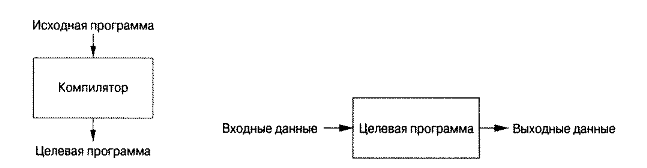 Исходная программа
Компилятор
Целевая программа
Входные данные
Целевая программа
Выходные данные